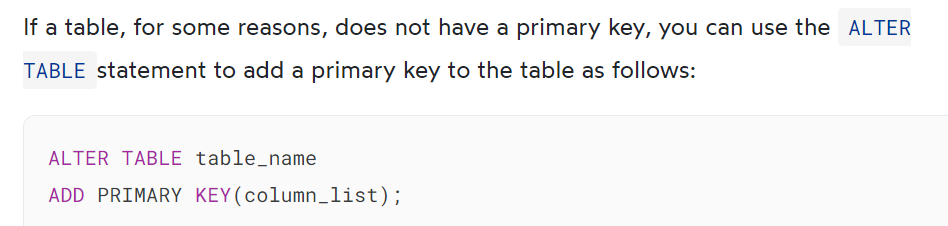 If a table, for some reasons, does not have a primary key, you can use the ALTER
TABLE statement to add a primary key to the table as follows:
ALTER TABLE table_name
ADD PRIMARY KEY(column_list);